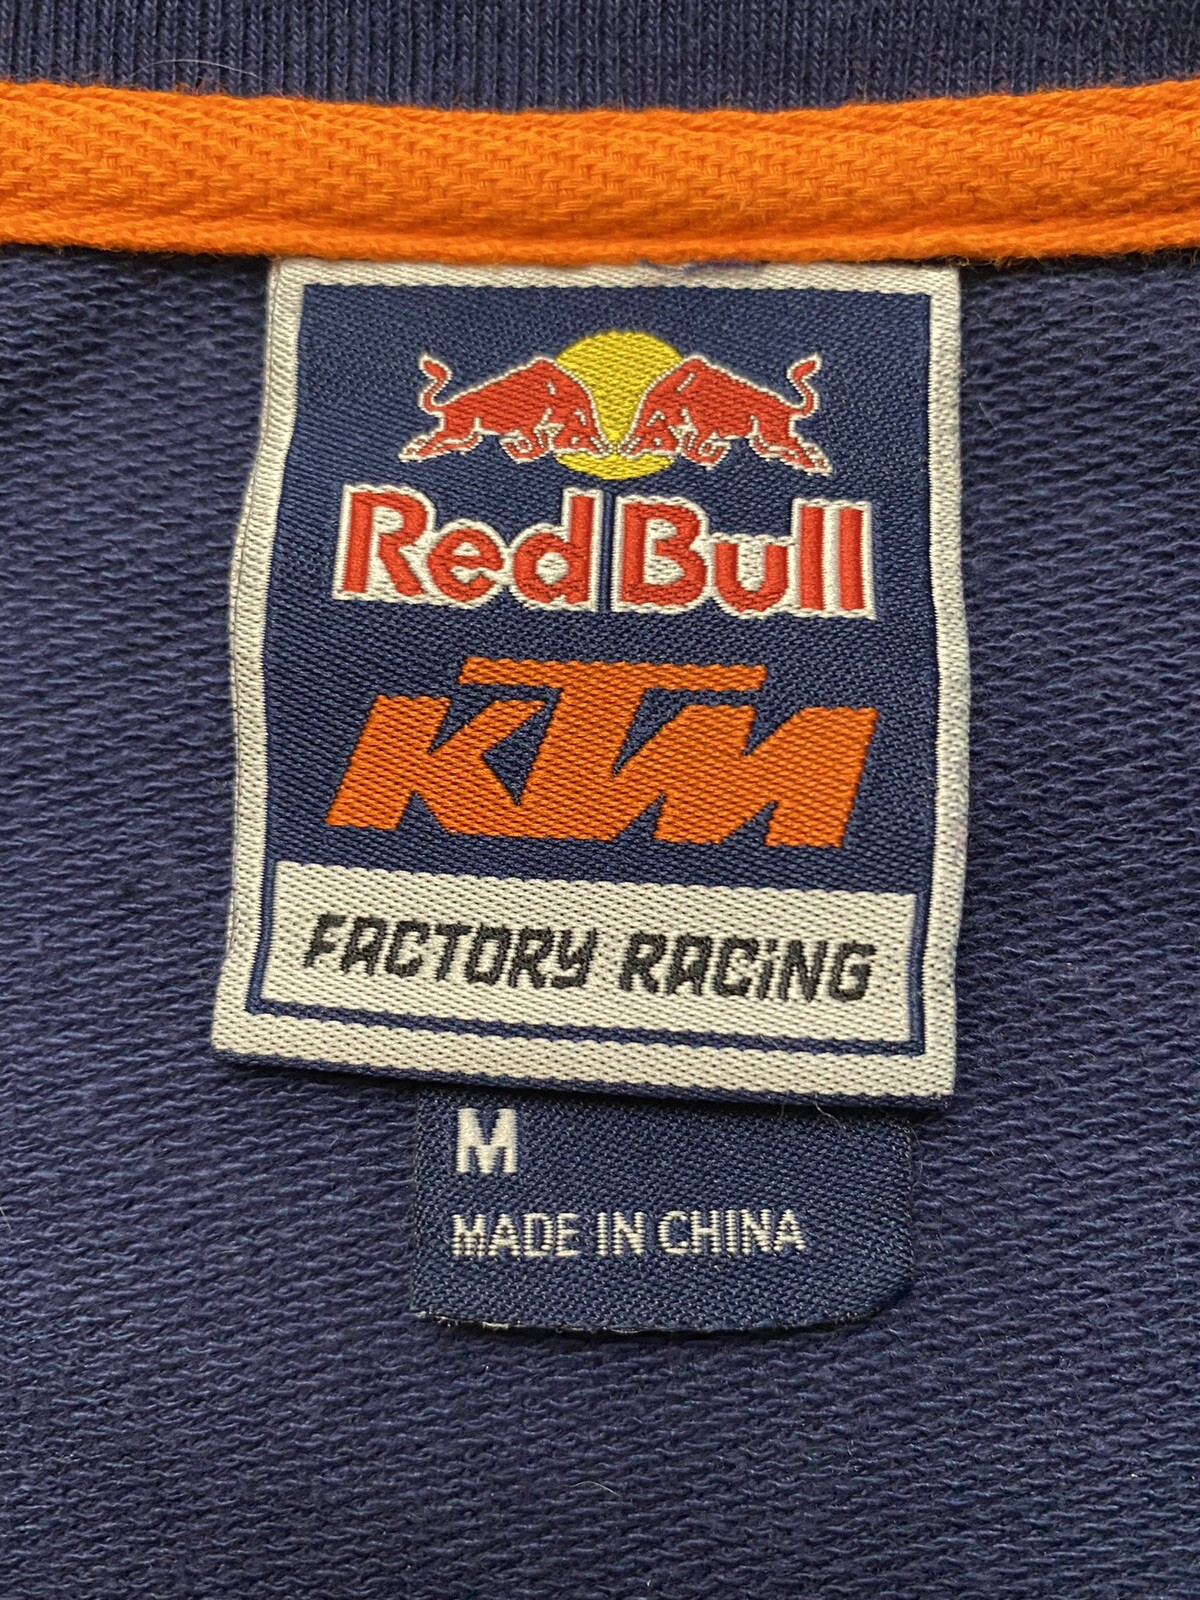 Red Bull
KTM
FACTORY RACiNG
M
MADE IN CHINA